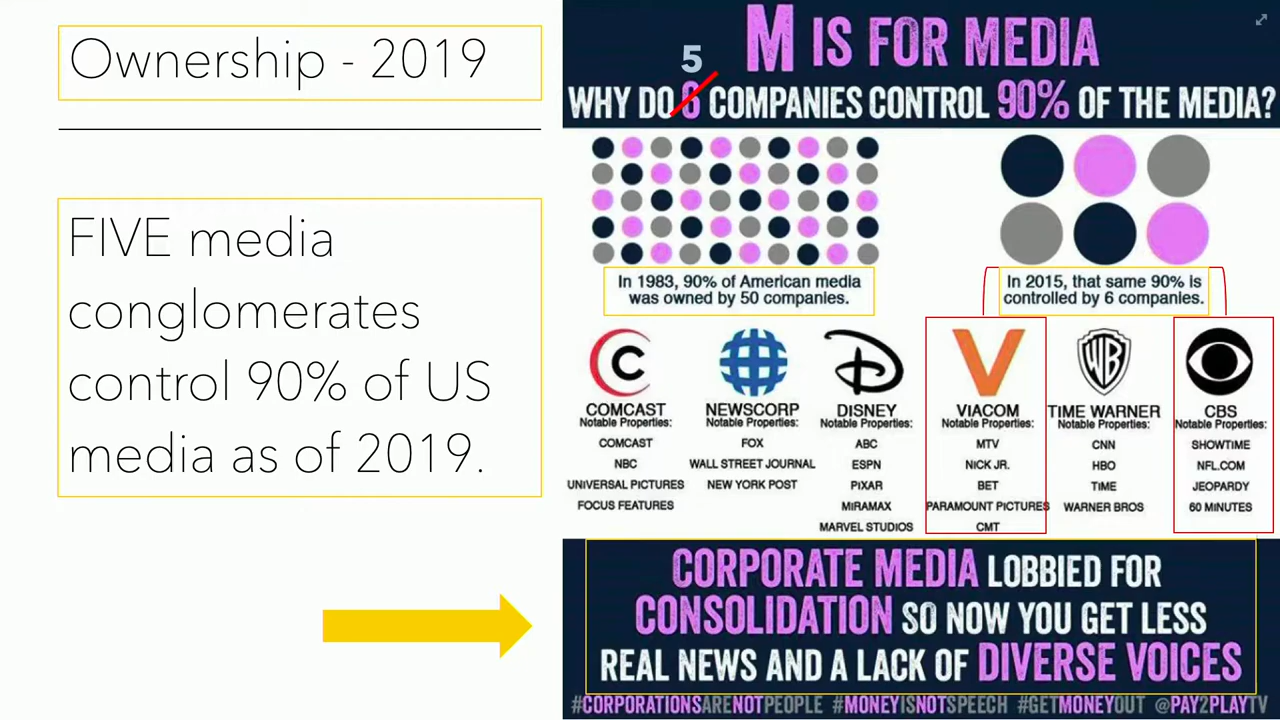 Ownership - 2019
FIVE media
conglomerates
control 90% of US
media as of 2019.
M IS FOR MEDIA
5
WHY DO 6 COMPANIES CONTROL 90% OF THE MEDIA?
In 1983, 90% of American media
was owned by 50 companies.
In 2015, that same 90% is
controlled by 6 companies.
C
COMCAST
Notable Properties:
COMCAST
NBC
UNIVERSAL PICTURES
FOCUS FEATURES
NEWSCORP
Notable Properties:
FOX
WALL STREET JOURNAL
NEW YORK POST
D
DISNEY
Notable Properties:
ABC
ESPN
PIXAR
MIRAMAX
MARVEL STUDIOS
V
VIACOM
Notable Properties:
MTV
NICK JR.
BET
PARAMOUNT PICTURES
CMT
WB
TIME WARNER
Notable Properties:
CNN
HBO
TIME
WARNER BROS
CBS
Notable Properties:
SHOWTIME
NFL.COM
JEOPARDY
60 MINUTES
CORPORATE MEDIA LOBBIED FOR
CONSOLIDATION SO NOW YOU GET LESS
REAL NEWS AND A LACK OF DIVERSE VOICES
#CORPORATIONSARENOTPEOPLE #MONEYISNOTSPEECH #GETMONEYOUT @PAY2PLAYTV